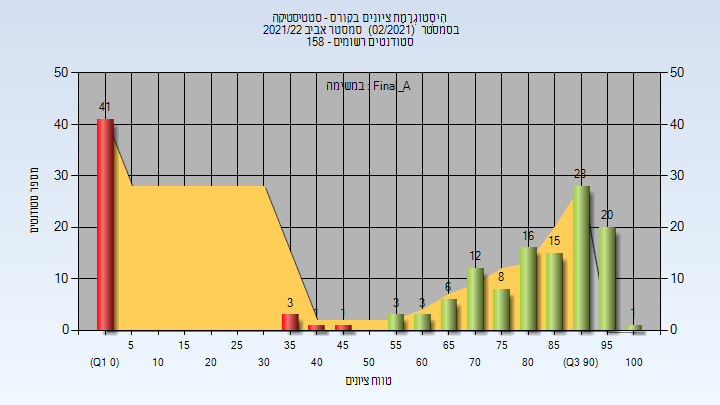 הִיסְטוֹגְרָמַת ציונים בקורס - סטטיסטיקה
בסמסטר (02/2021) סמסטר אביב 2021/22
סטודנטים רשומים - 158
במשימה : Final_A
מספר סטודנטים
50 40 30 20 10 0
50 40 30 20 10 0
41 3 1 1 3 3 6 12 8 16 15 28 20 1
5 15 25 35 45 55 65 75 85 95
(Q1 0) 10 20 30 40 50 60 70 80 (Q3 90) 100
טווח ציונים